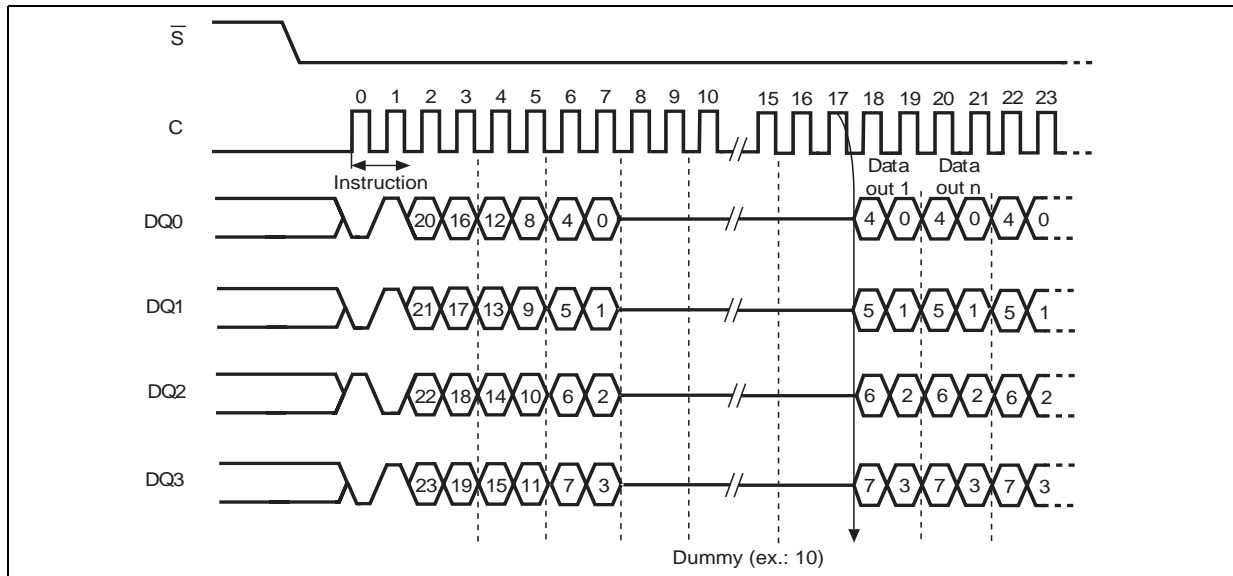 S
0 1 2 3 4 5 6 7 8 9 10 15 16 17 18 19 20 21 22 23
C
Instruction
Data out 1
Data out n
DQ0 20 16 12 8 4 0 4 0 4 0 4 0
DQ1 21 17 13 9 5 1 5 1 5 1 5 1
DQ2 22 18 14 10 6 2 6 2 6 2 6 2
DQ3 23 19 15 11 7 3 7 3 7 3 7 3
Dummy (ex.: 10)